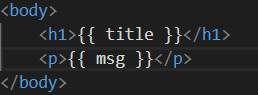 <body>
    <h1>{{ title }}</h1>
    <p>{{ msg }}</p>
</body>